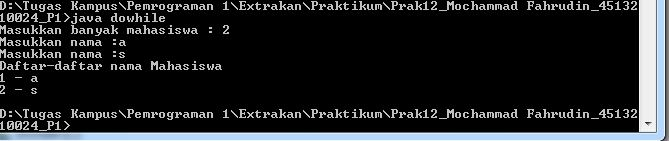 D:\Tugas Kampus\Pemrograman 1\Extrakan\Praktikum\Prak12_Mochammad Fahrudin_45132
10024_P1>java dowhile
Masukkan banyak mahasiswa : 2
Masukkan nama :a
Masukkan nama :s
Daftar-daftar nama Mahasiswa
1 - a
2 - s
D:\Tugas Kampus\Pemrograman 1\Extrakan\Praktikum\Prak12_Mochammad Fahrudin_45132
10024_P1>